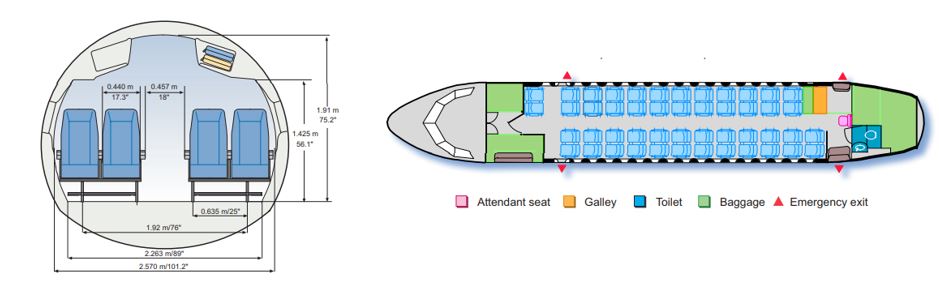 0.440 m
17.3"
0.457 m
18"
1.91 m
75.2"
1.425 m
56.1"
0.635 m/25"
1.92 m/76"
2.263 m/89"
2.570 m/101.2"
Attendant seat
Galley
Toilet
Baggage
Emergency exit